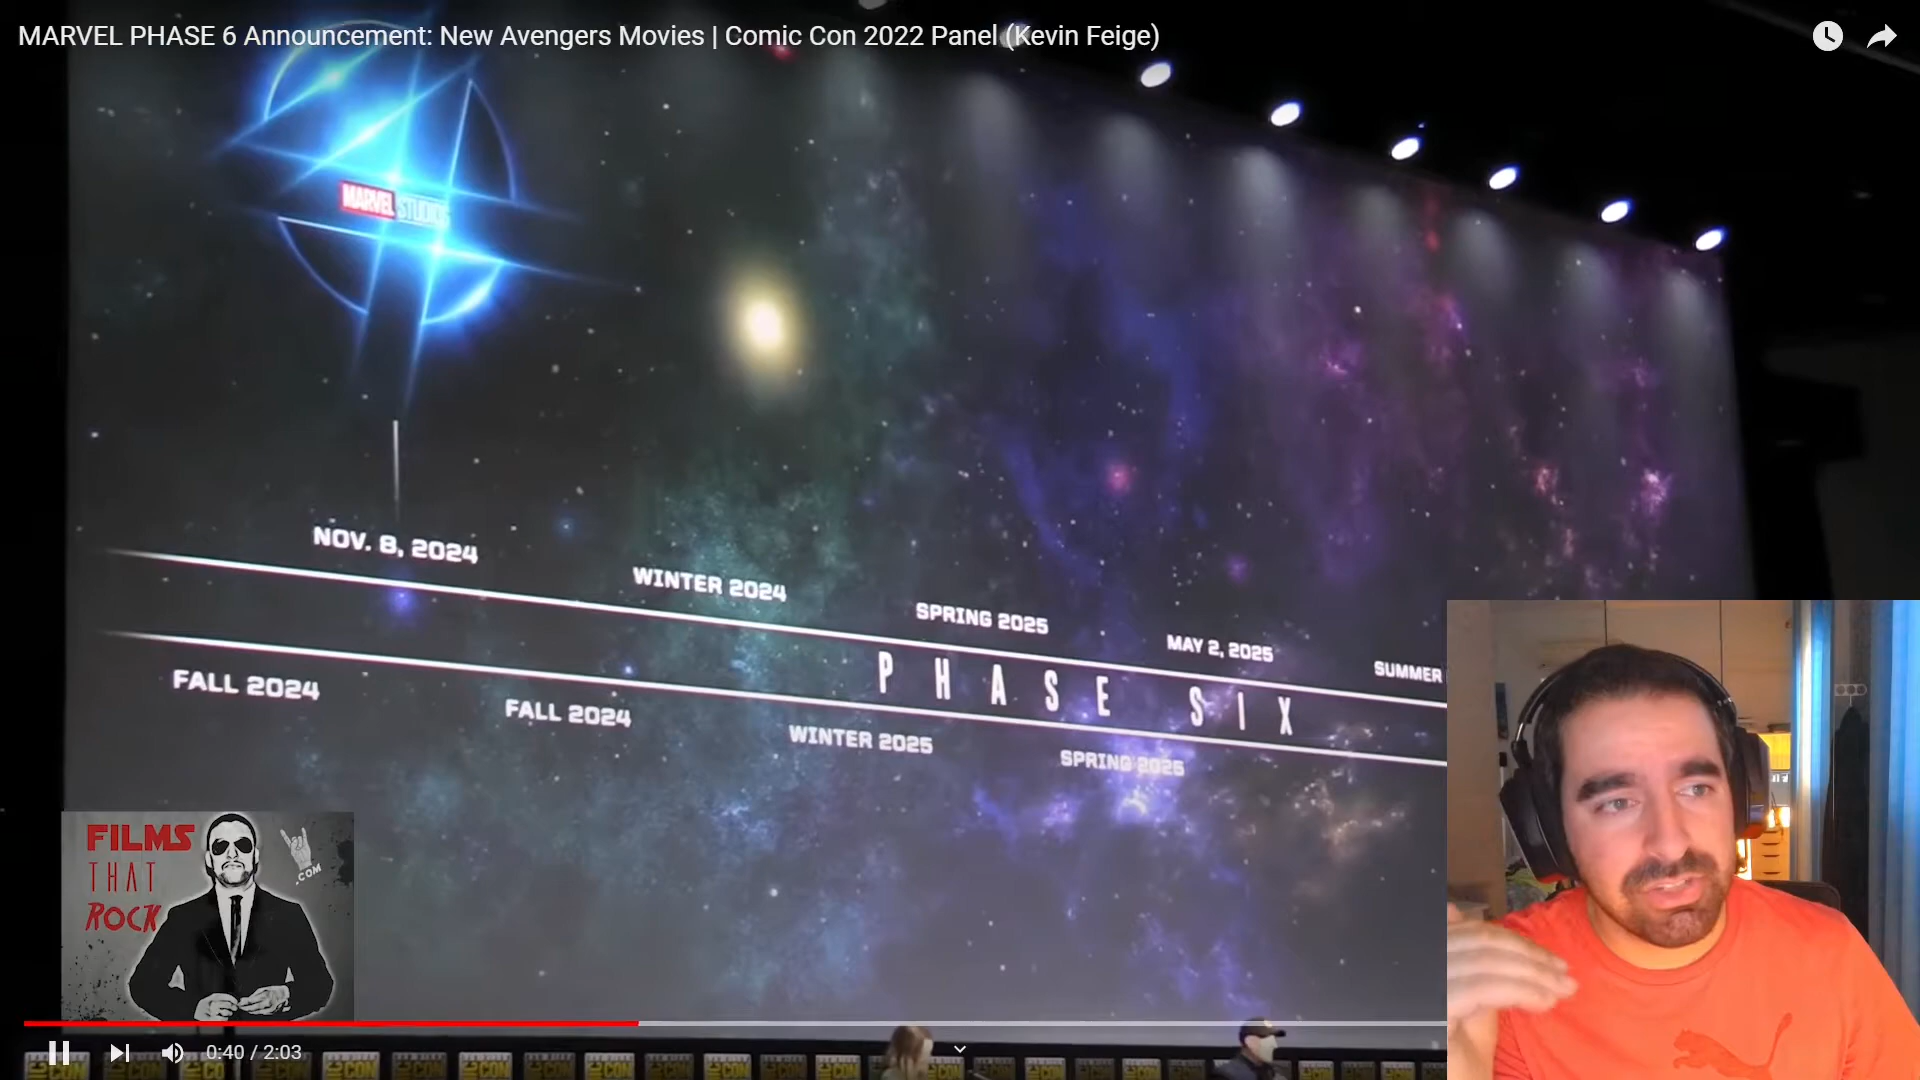 MARVEL PHASE 6 Announcement: New Avengers Movies | Comic Con 2022 Panel (Kevin Feige)
MARVEL STUDIOS
NOV. 8, 2024
WINTER 2024
SPRING 2025
MAY 2, 2025
SUMMER
PHASE SIX
FALL 2024
FALL 2024
WINTER 2025
SPRING 2025
FILMS
THAT
ROCK
.COM
0:40 / 2:03